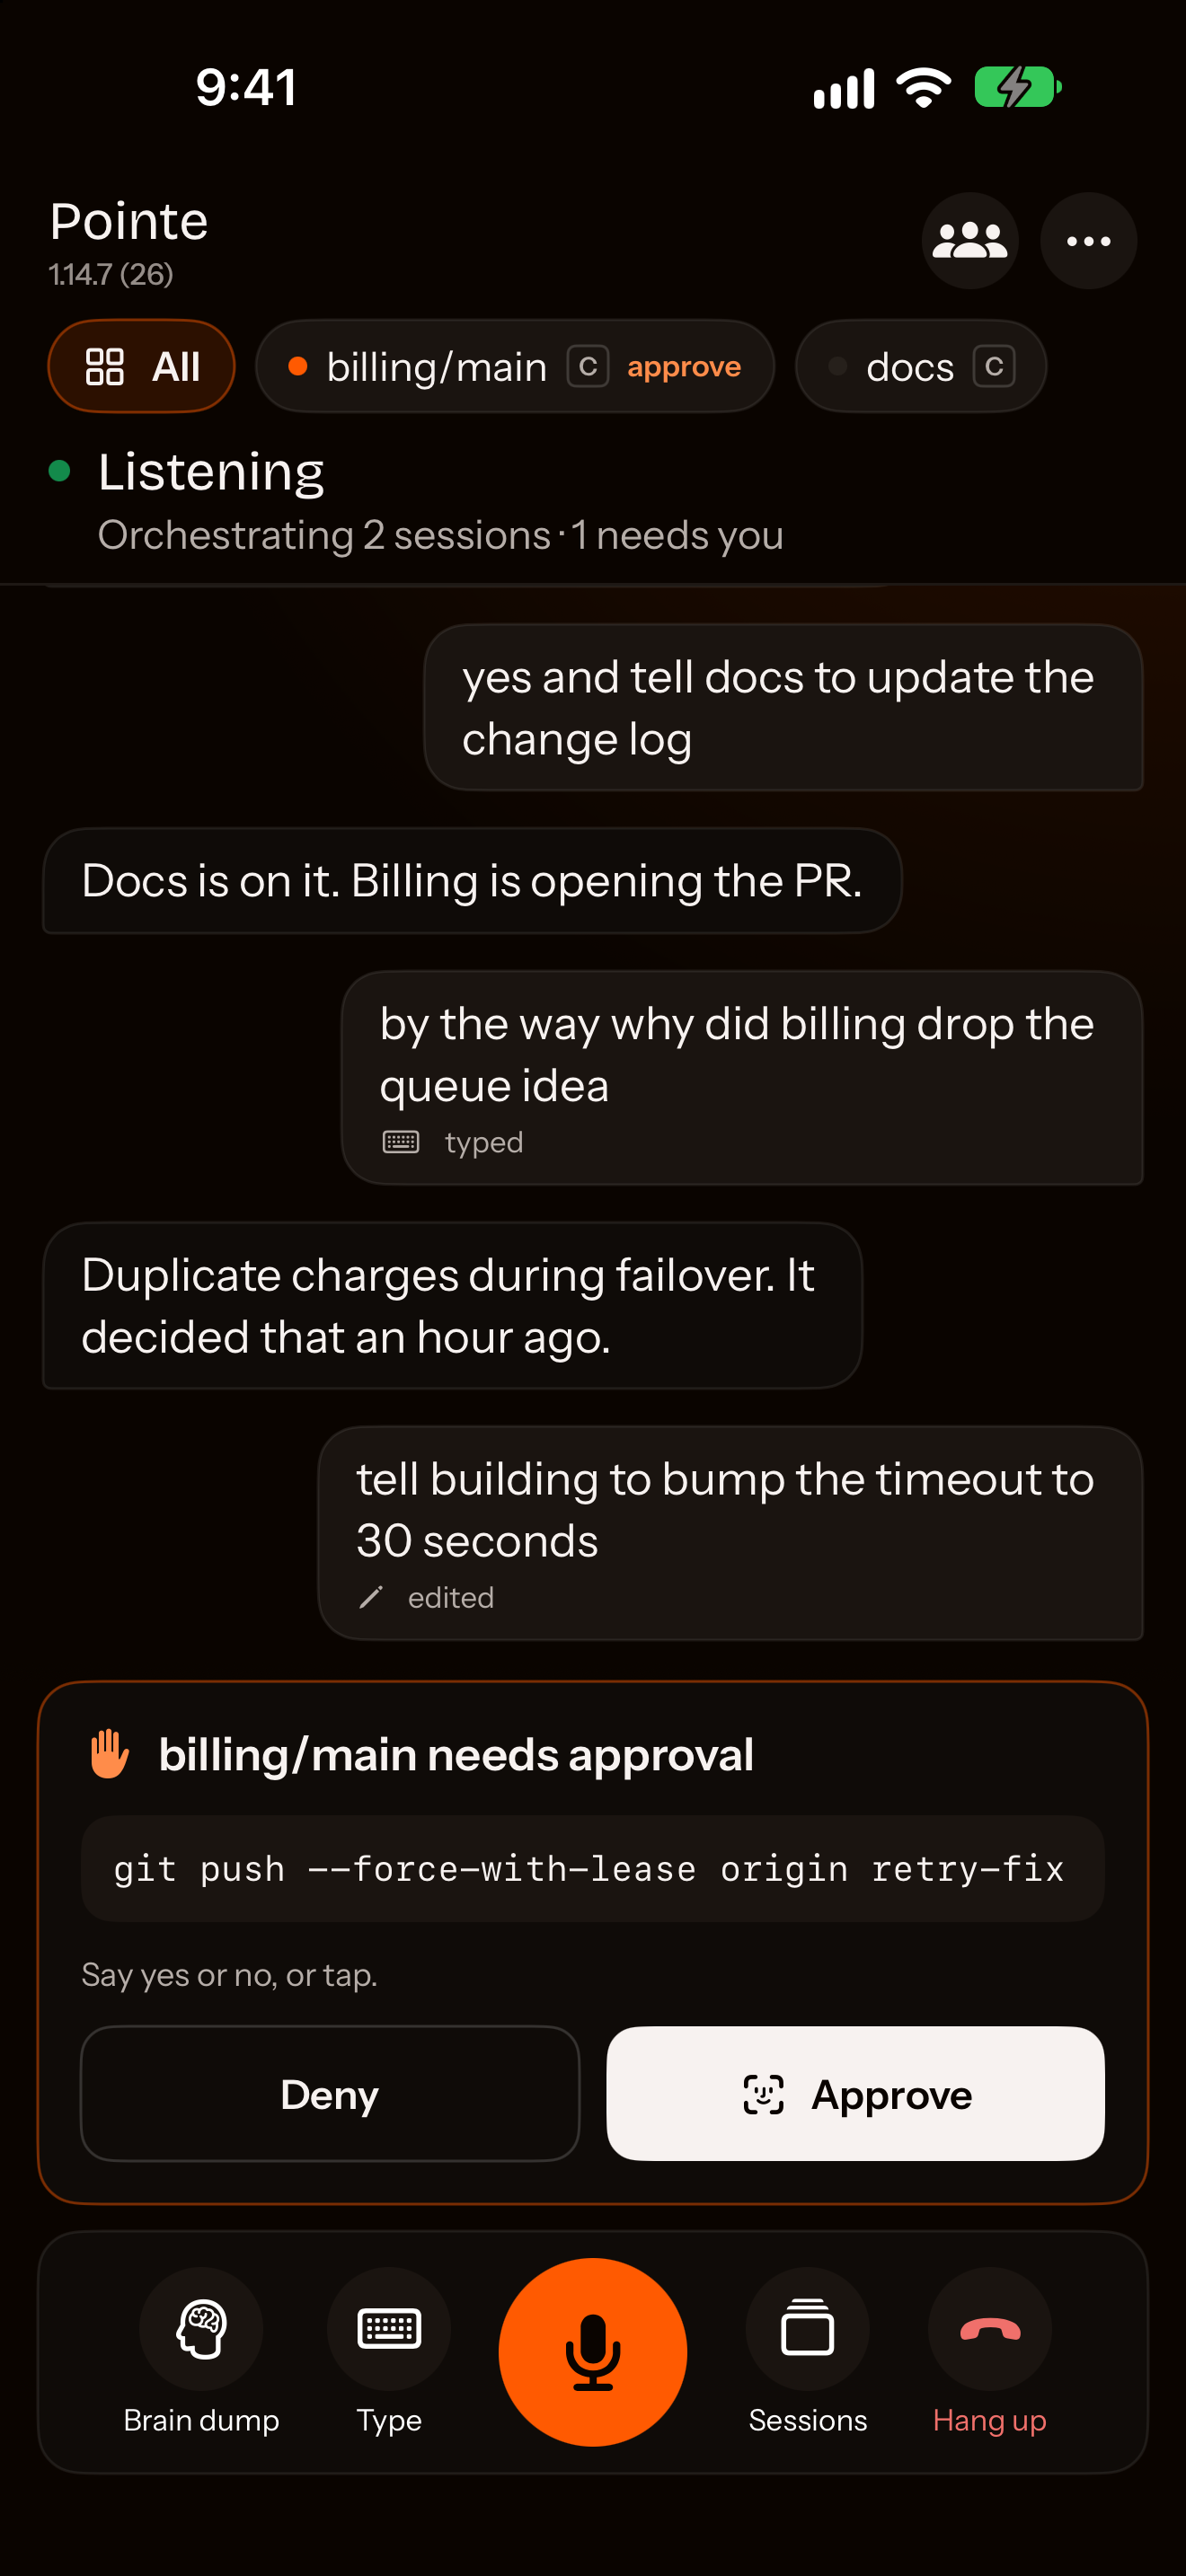 9:41
Pointe
1.14.7 (26)
All
billing/main C approve
docs C
Listening
Orchestrating 2 sessions · 1 needs you
yes and tell docs to update the
change log
Docs is on it. Billing is opening the PR.
by the way why did billing drop the
queue idea
typed
Duplicate charges during failover. It
decided that an hour ago.
tell building to bump the timeout to
30 seconds
edited
billing/main needs approval
git push --force-with-lease origin retry-fix
Say yes or no, or tap.
Deny
Approve
Brain dump
Type
Sessions
Hang up